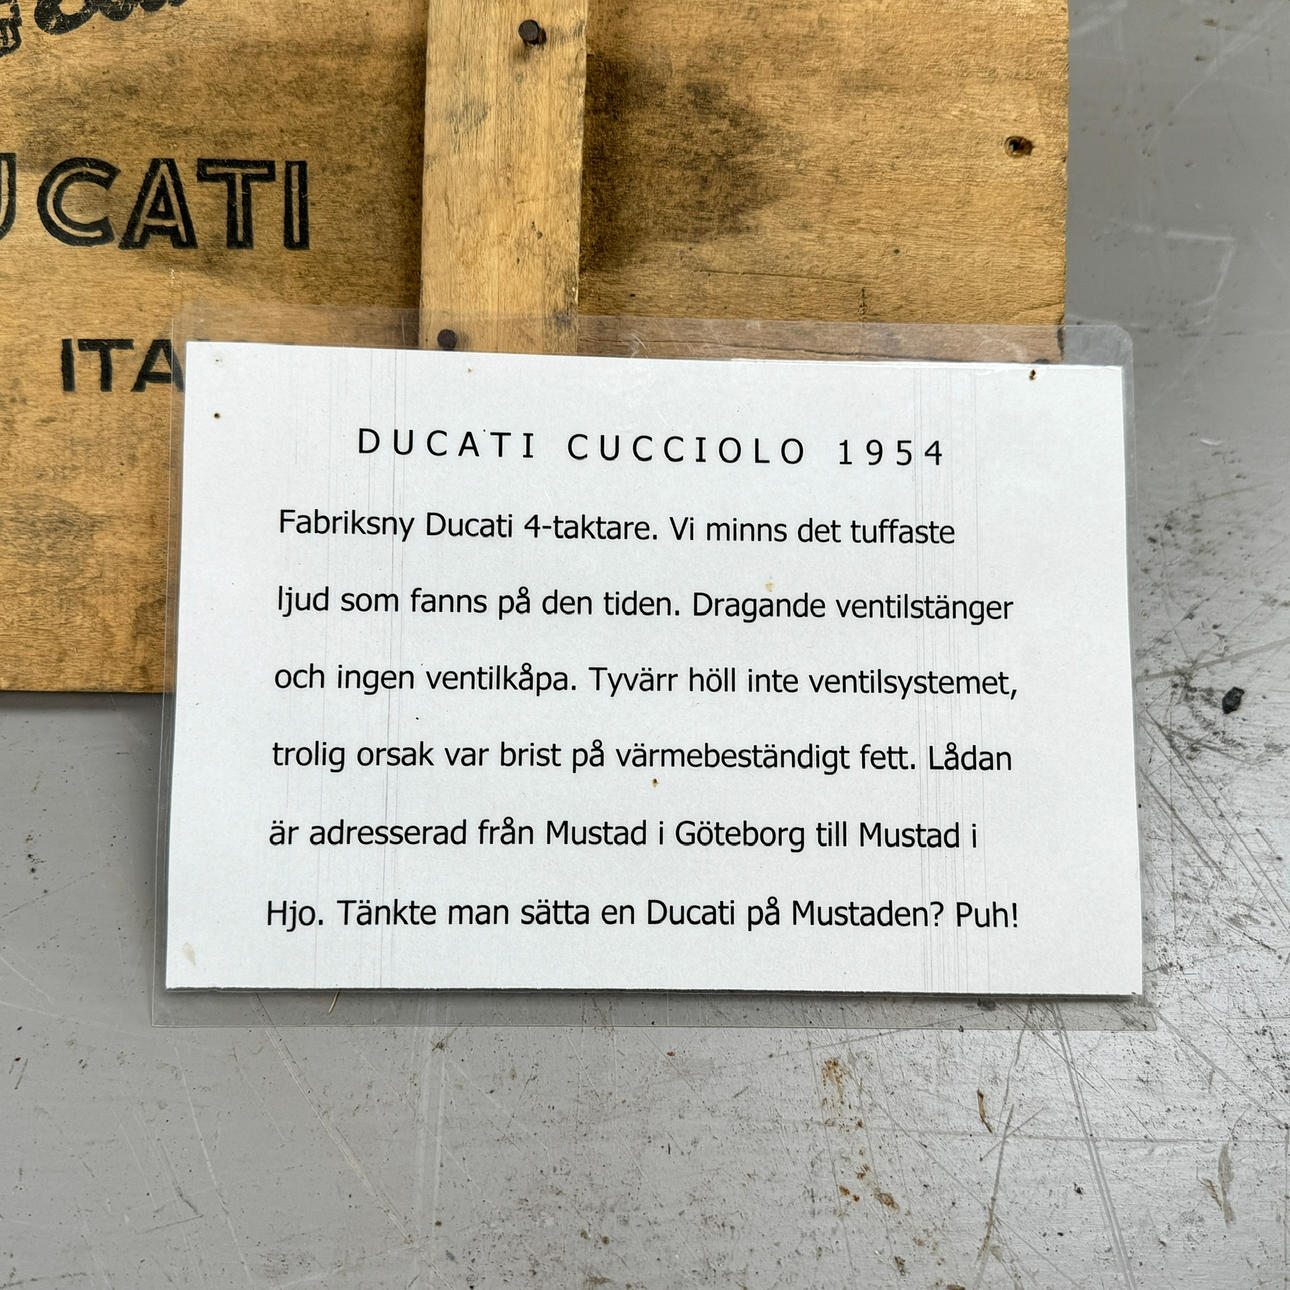 UCATI
ITA
DUCATI CUCCIOLO 1954
Fabriksny Ducati 4-taktare. Vi minns det tuffaste
ljud som fanns på den tiden. Dragande ventilstänger
och ingen ventilkåpa. Tyvärr höll inte ventilsystemet,
trolig orsak var brist på värmebeständigt fett. Lådan
är adresserad från Mustad i Göteborg till Mustad i
Hjo. Tänkte man sätta en Ducati på Mustaden? Puh!